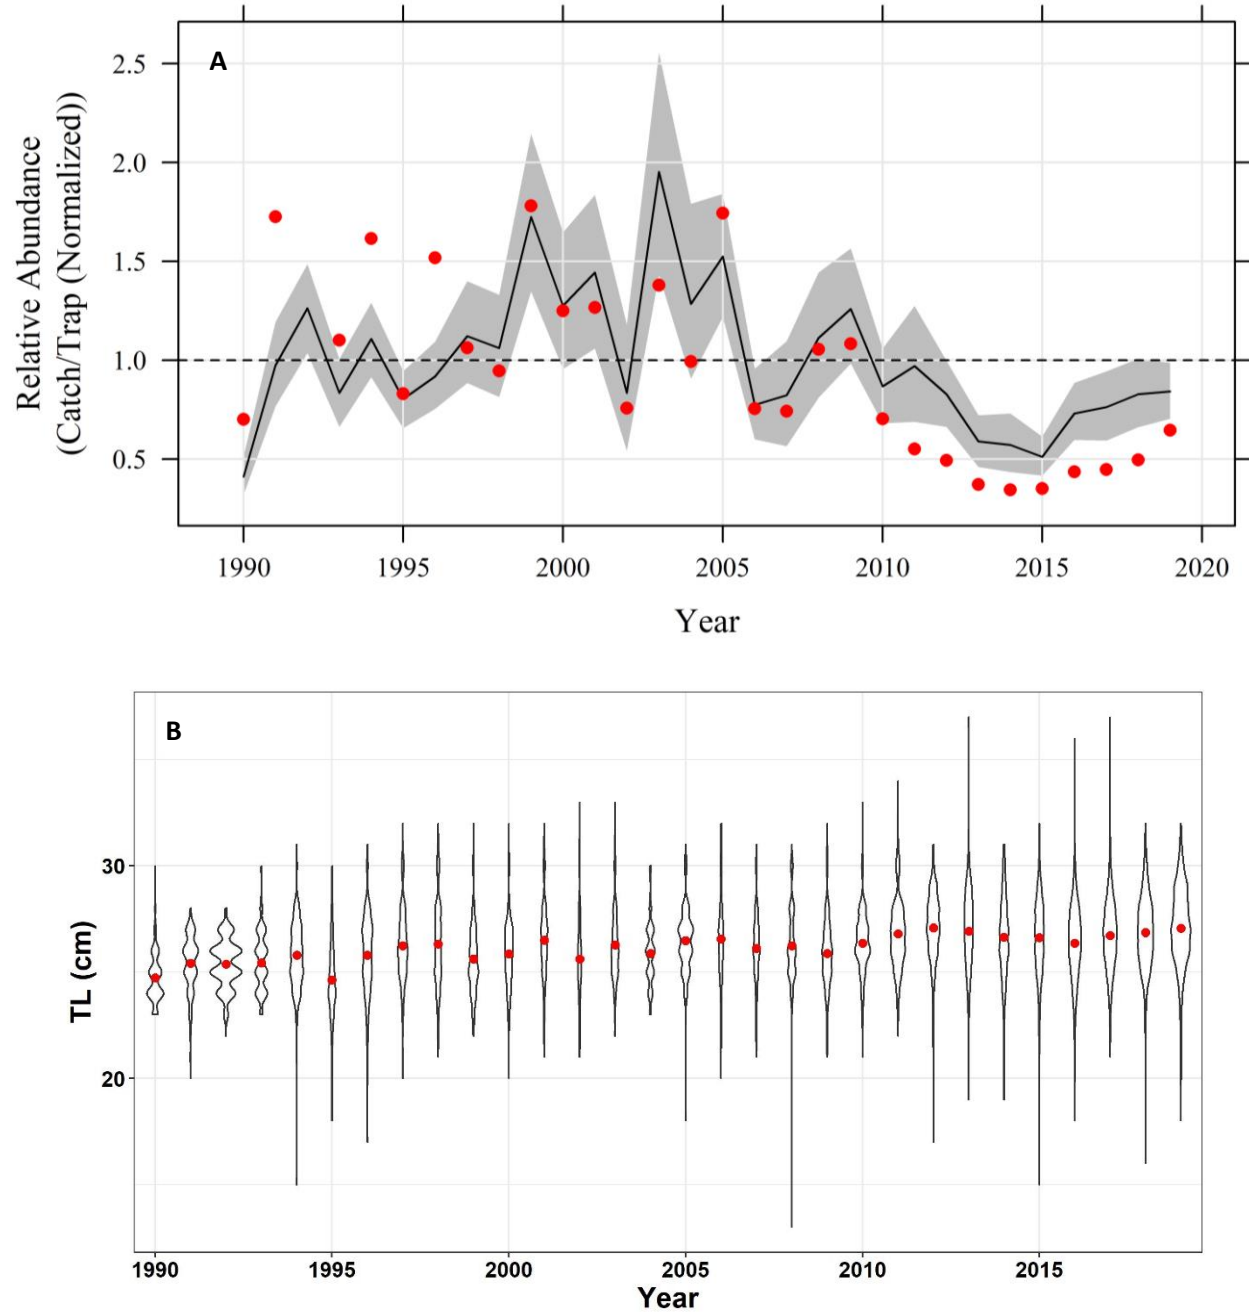 A
2.5
2.0
1.5
1.0
0.5
Relative Abundance
(Catch/Trap (Normalized))
1990 1995 2000 2005 2010 2015 2020
Year
B
30
20
TL (cm)
1990 1995 2000 2005 2010 2015
Year